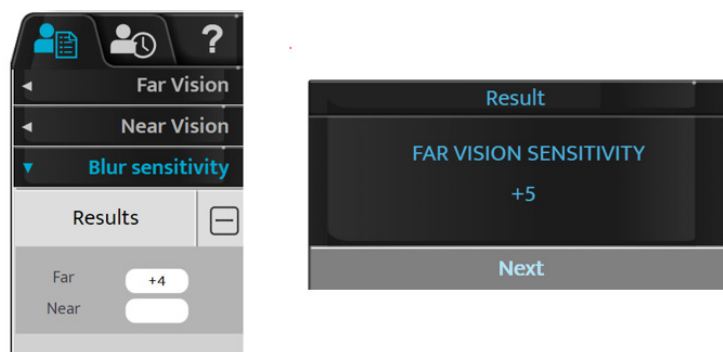 ?
Far Vision
Near Vision
Blur sensitivity
Results
Far +4
Near
Result
FAR VISION SENSITIVITY
+5
Next